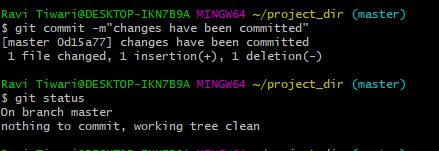 Ravi Tiwari@DESKTOP-IKN7B9A MINGW64 ~/project_dir (master)
$ git commit -m"changes have been committed"
[master 0d15a77] changes have been committed
 1 file changed, 1 insertion(+), 1 deletion(-)
Ravi Tiwari@DESKTOP-IKN7B9A MINGW64 ~/project_dir (master)
$ git status
On branch master
nothing to commit, working tree clean